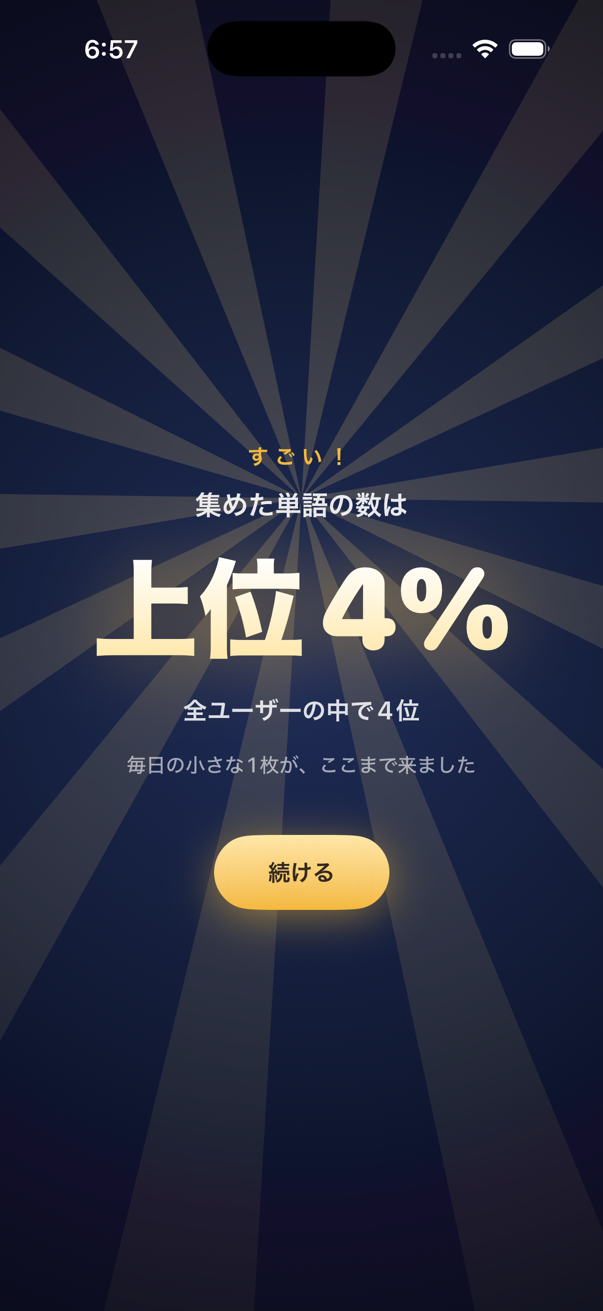 6:57
すごい！
集めた単語の数は
上位4%
全ユーザーの中で4位
毎日の小さな1枚が、ここまで来ました
続ける